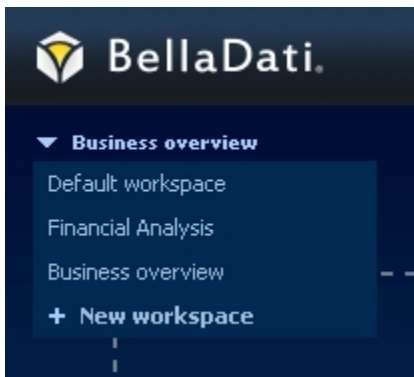 BellaDati.
Business overview
Default workspace
Financial Analysis
Business overview
+ New workspace